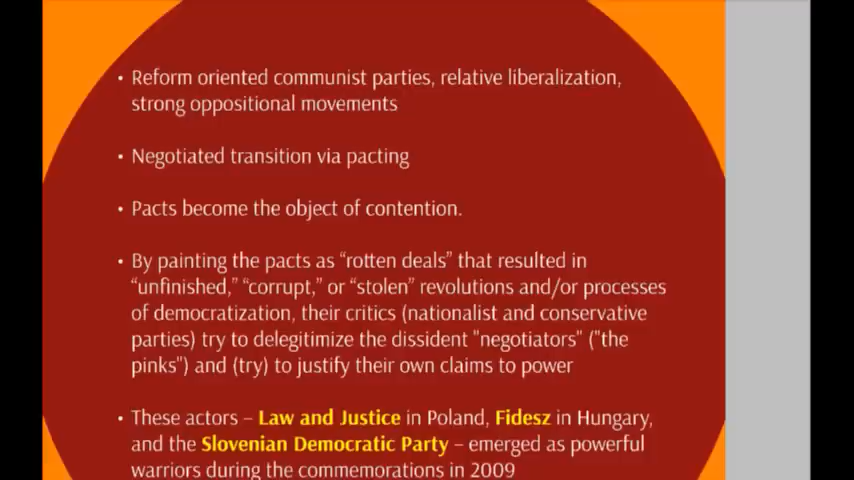 • Reform oriented communist parties, relative liberalization,
strong oppositional movements
• Negotiated transition via pacting
• Pacts become the object of contention.
• By painting the pacts as “rotten deals” that resulted in
“unfinished,” “corrupt,” or “stolen” revolutions and/or processes
of democratization, their critics (nationalist and conservative
parties) try to delegitimize the dissident "negotiators" ("the
pinks") and (try) to justify their own claims to power
• These actors – Law and Justice in Poland, Fidesz in Hungary,
and the Slovenian Democratic Party – emerged as powerful
warriors during the commemorations in 2009